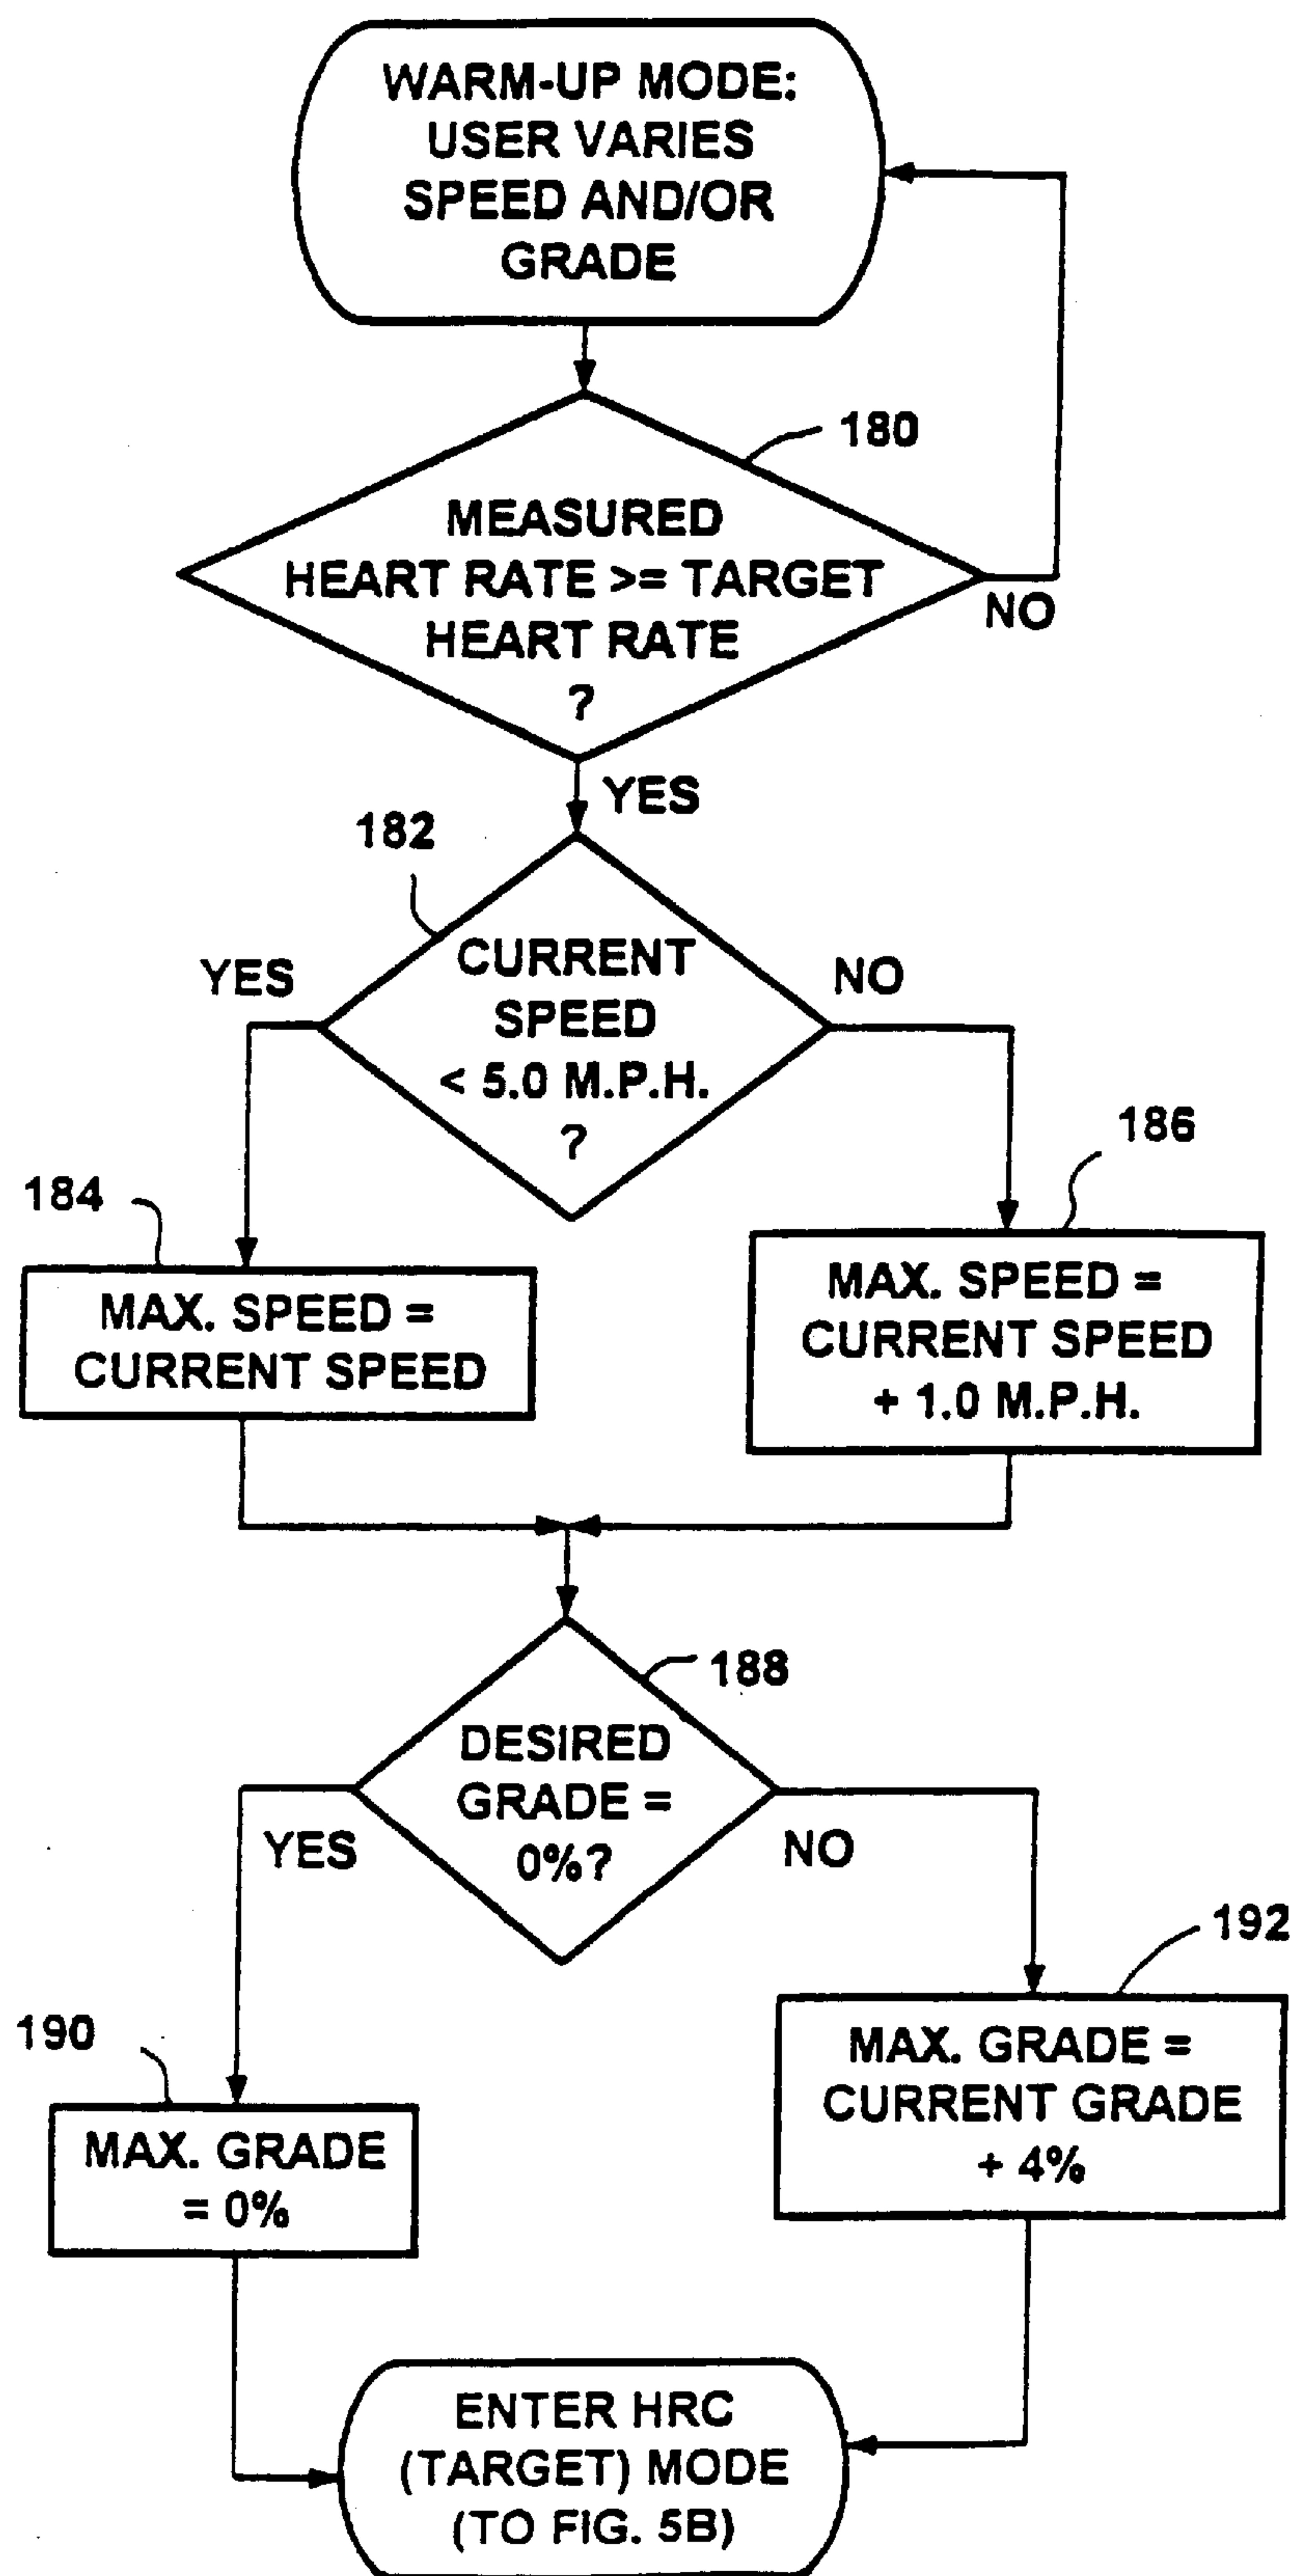 WARM-UP MODE:
USER VARIES
SPEED AND/OR
GRADE
180
MEASURED
HEART RATE >= TARGET
HEART RATE
?
NO
YES
182
CURRENT
SPEED
< 5.0 M.P.H.
?
YES
NO
184
MAX. SPEED =
CURRENT SPEED
186
MAX. SPEED =
CURRENT SPEED
+ 1.0 M.P.H.
188
DESIRED
GRADE =
0%?
YES
NO
190
MAX. GRADE
= 0%
192
MAX. GRADE =
CURRENT GRADE
+ 4%
ENTER HRC
(TARGET) MODE
(TO FIG. 5B)